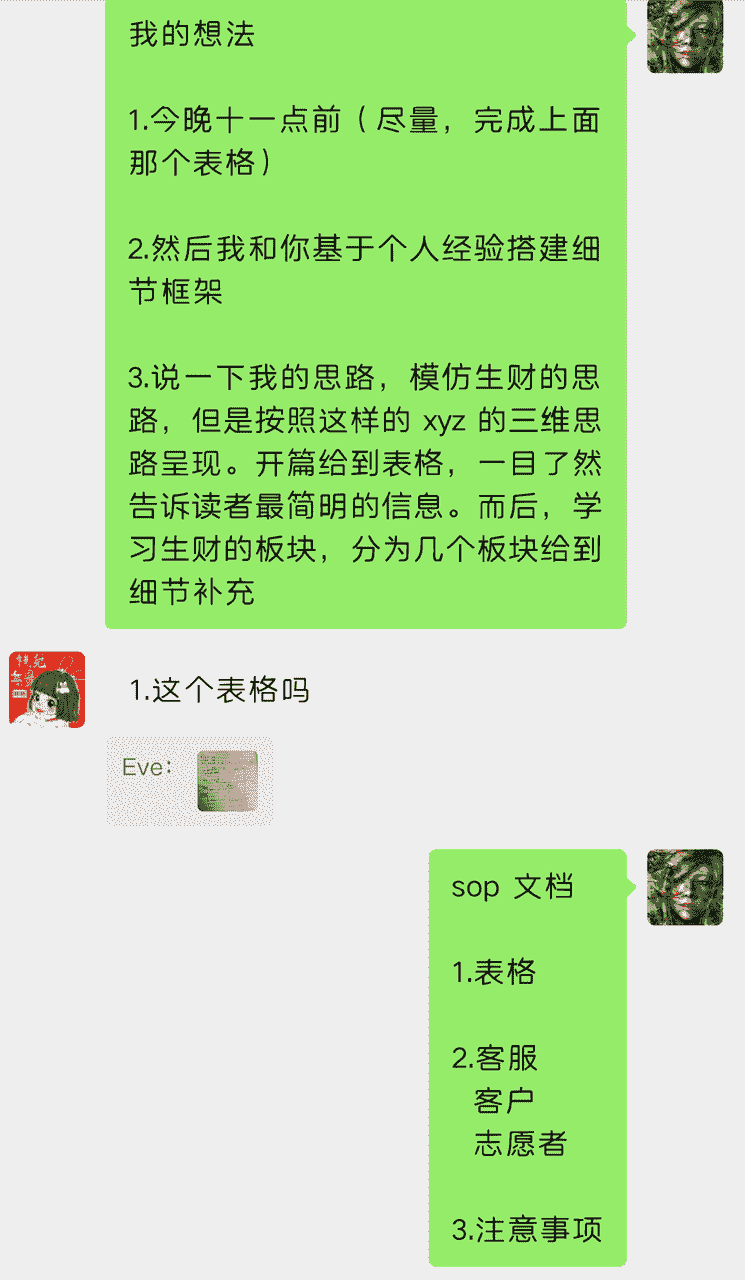 我的想法
1.今晚十一点前（尽量，完成上面
那个表格）
2.然后我和你基于个人经验搭建细
节框架
3.说一下我的思路，模仿生财的思
路，但是按照这样的 xyz 的三维思
路呈现。开篇给到表格，一目了然
告诉读者最简明的信息。而后，学
习生财的板块，分为几个板块给到
细节补充
1.这个表格吗
Eve：
sop 文档
1.表格
2.客服
客户
志愿者
3.注意事项